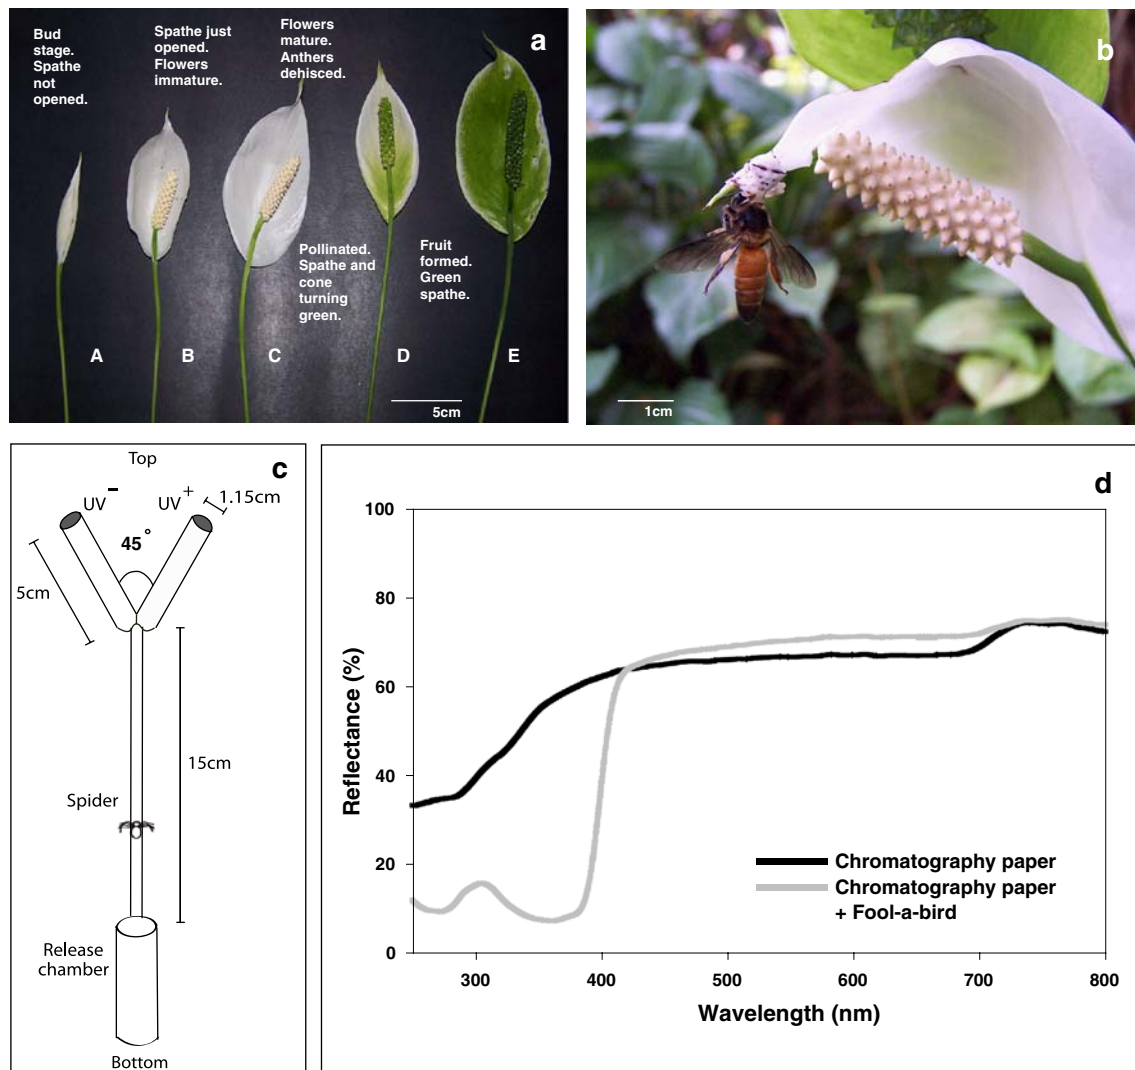 a
Bud
stage.
Spathe
not
opened.
Spathe just
opened.
Flowers
immature.
Flowers
mature.
Anthers
dehisced.
Pollinated.
Spathe and
cone
turning
green.
Fruit
formed.
Green
spathe.
A
B
C
D
E
5cm
b
1cm
c
Top
UV−
UV+
1.15cm
45°
5cm
15cm
Spider
Release
chamber
Bottom
d
Reflectance (%)
100
80
60
40
20
0
300
400
500
600
700
800
Wavelength (nm)
Chromatography paper
Chromatography paper
+ Fool-a-bird